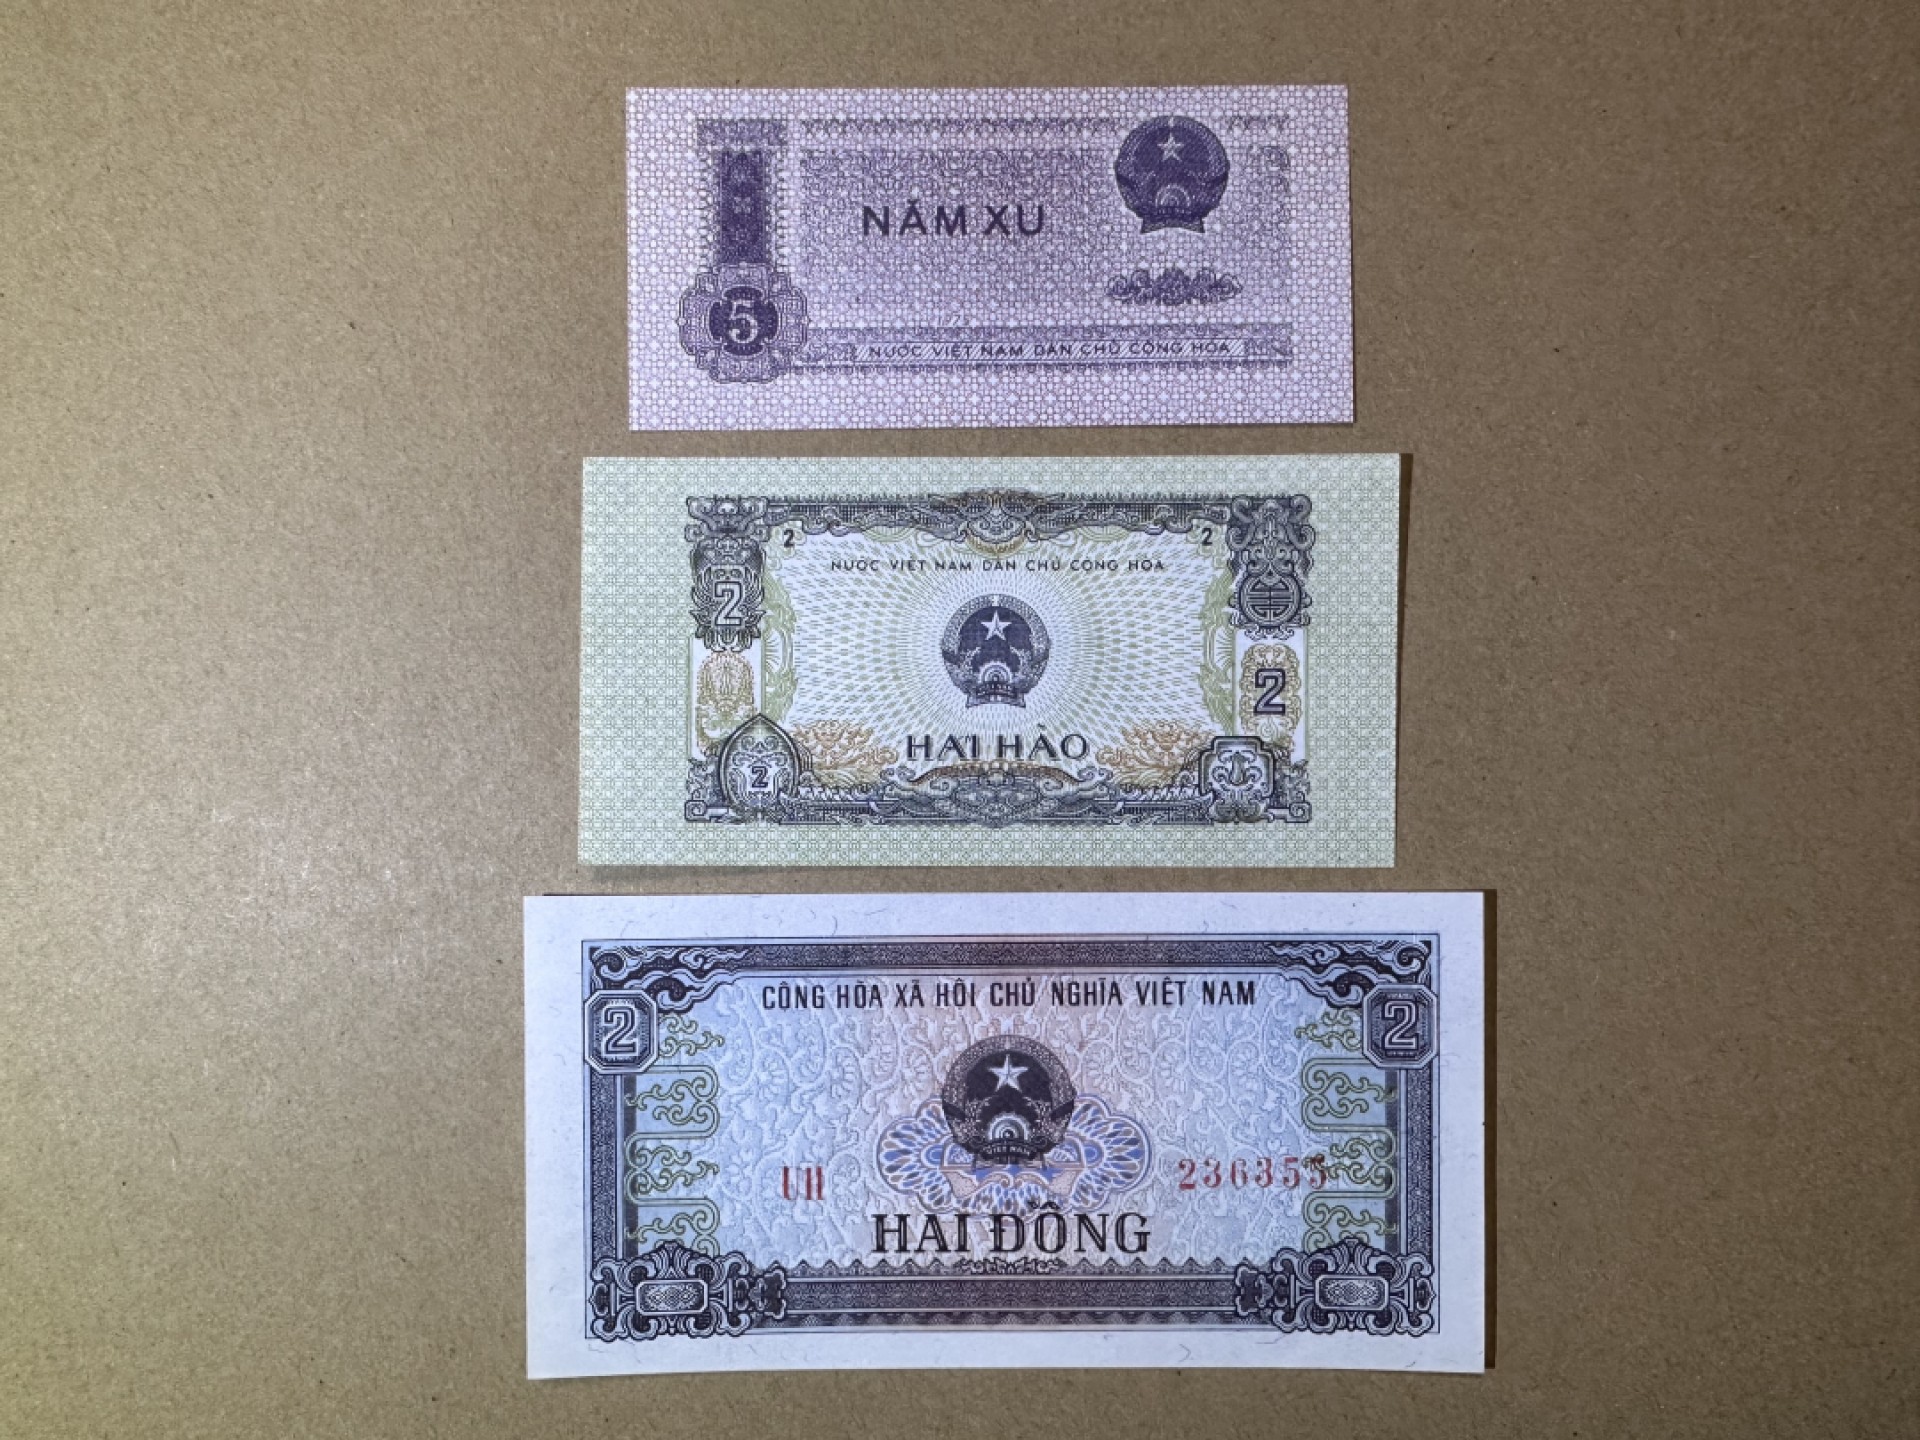 NĂM XU
5
NƯỚC VIỆT NAM DÂN CHỦ CỘNG HÒA
2 2
NƯỚC VIỆT NAM DÂN CHỦ CỘNG HÒA
2
2
HAI HÀO
2
CỘNG HÒA XÃ HỘI CHỦ NGHĨA VIỆT NAM
2 2
VIỆT NAM
UH 236355
HAI ĐỒNG